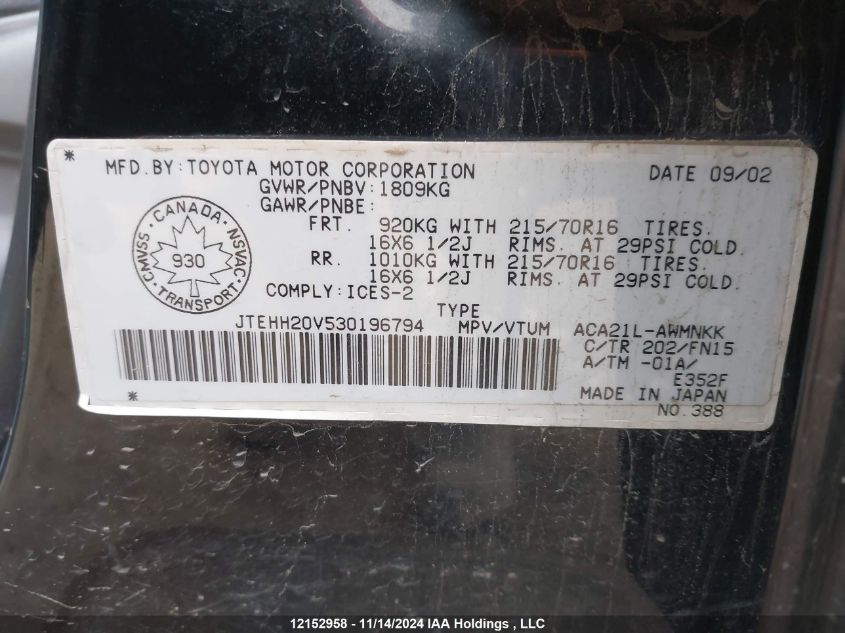 *
MFD.BY:TOYOTA MOTOR CORPORATION DATE 09/02
GVWR/PNBV:1809KG
GAWR/PNBE:
FRT. 920KG WITH 215/70R16 TIRES.
16X6 1/2J RIMS. AT 29PSI COLD.
RR. 1010KG WITH 215/70R16 TIRES.
16X6 1/2J RIMS. AT 29PSI COLD.
CANADA
CMVSS 930 NSVAC
TRANSPORT
COMPLY:ICES-2
TYPE
JTEHH20V530196794 MPV/VTUM ACA21L-AWMNKK
C/TR 202/FN15
A/TM -01A/
E352F
MADE IN JAPAN
* NO.388
12152958 - 11/14/2024 IAA Holdings , LLC